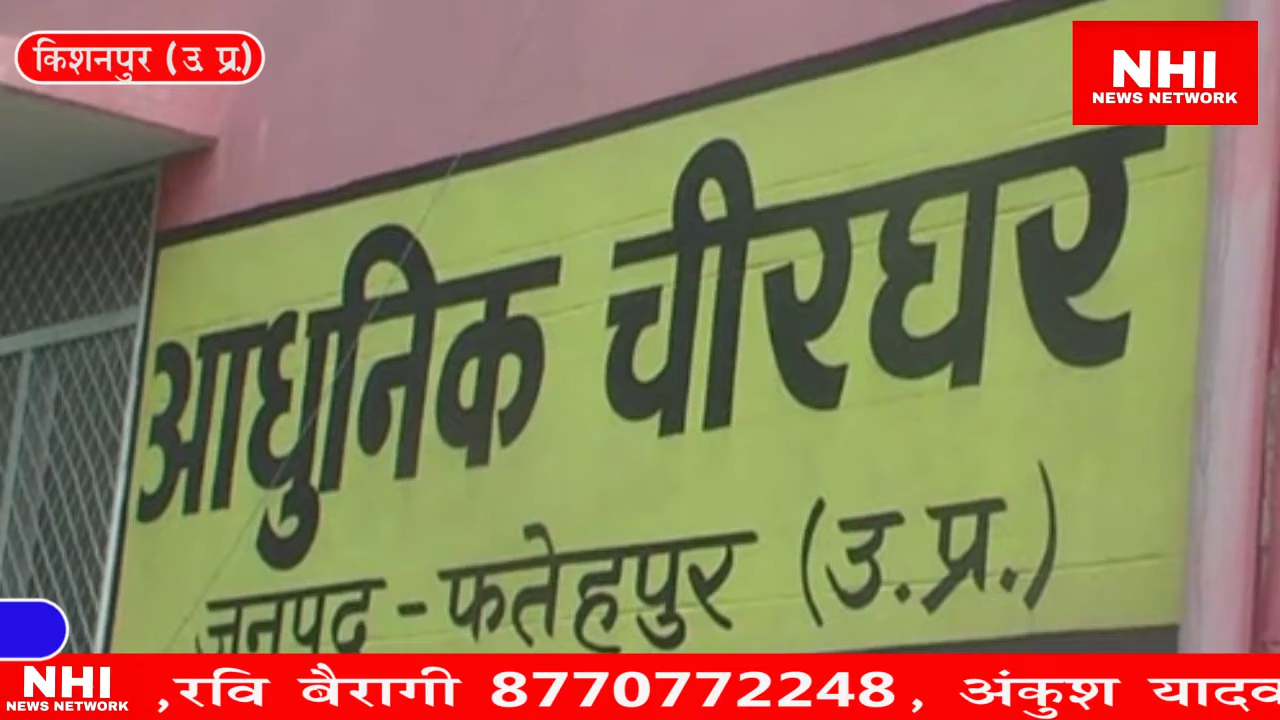 किशनपुर (उ. प्र.)
NHI
NEWS NETWORK
आधुनिक चीरघर
जनपद - फतेहपुर (उ.प्र.)
NHI
NEWS NETWORK
,रवि बैरागी 8770772248, अंकुश यादव